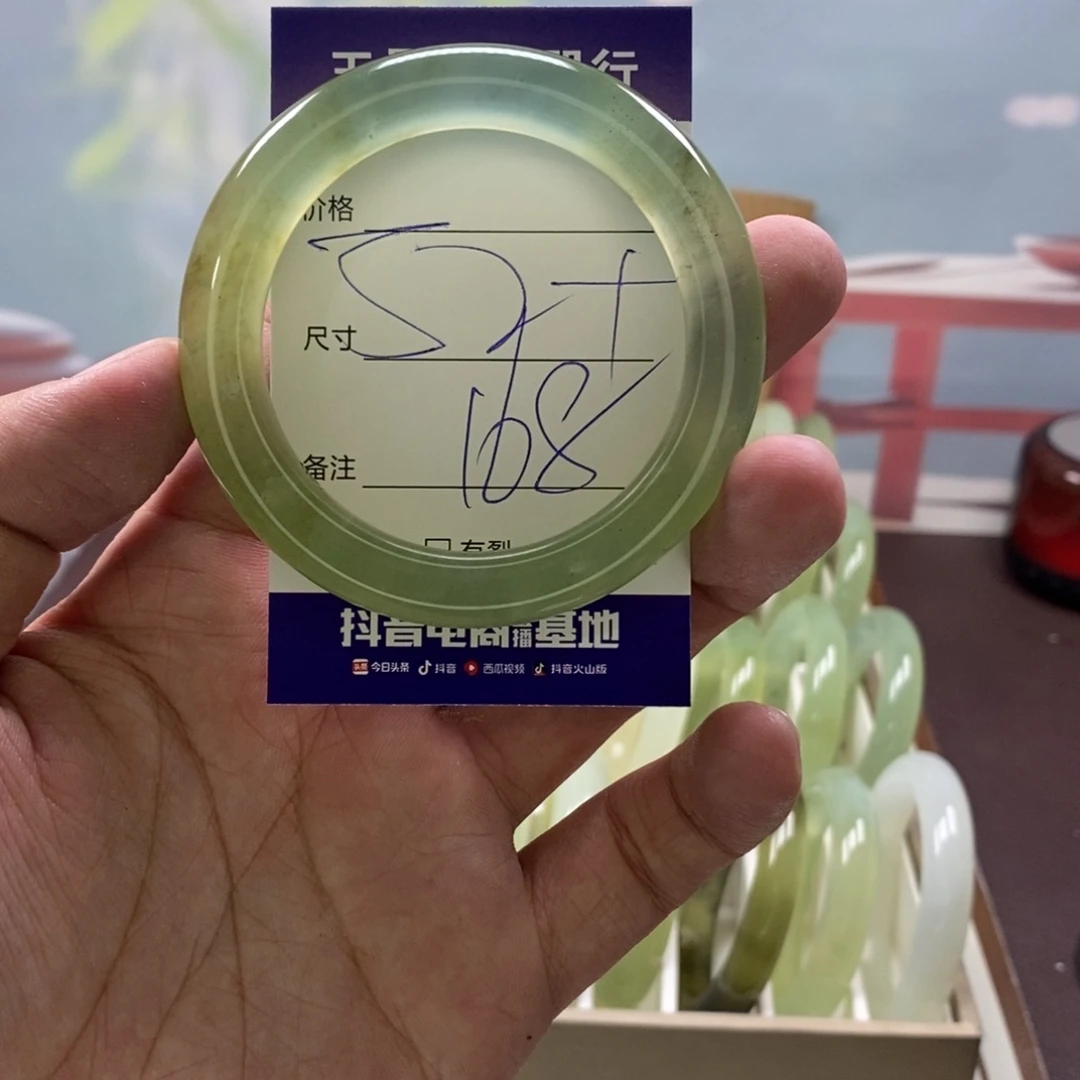 价格
57+
尺寸
168
备注
有裂
抖音电商直播基地
今日头条 抖音 西瓜视频 抖音火山版